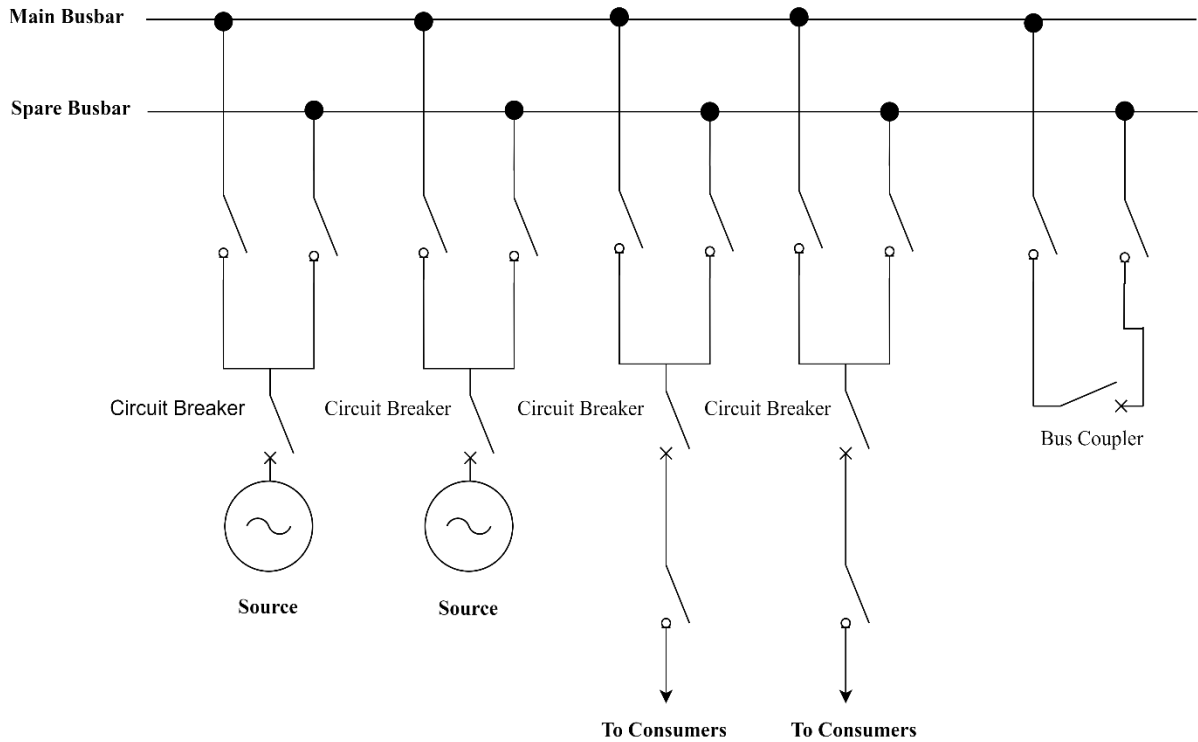 Main Busbar
Spare Busbar
Circuit Breaker
Circuit Breaker
Circuit Breaker
Circuit Breaker
Bus Coupler
Source
Source
To Consumers
To Consumers